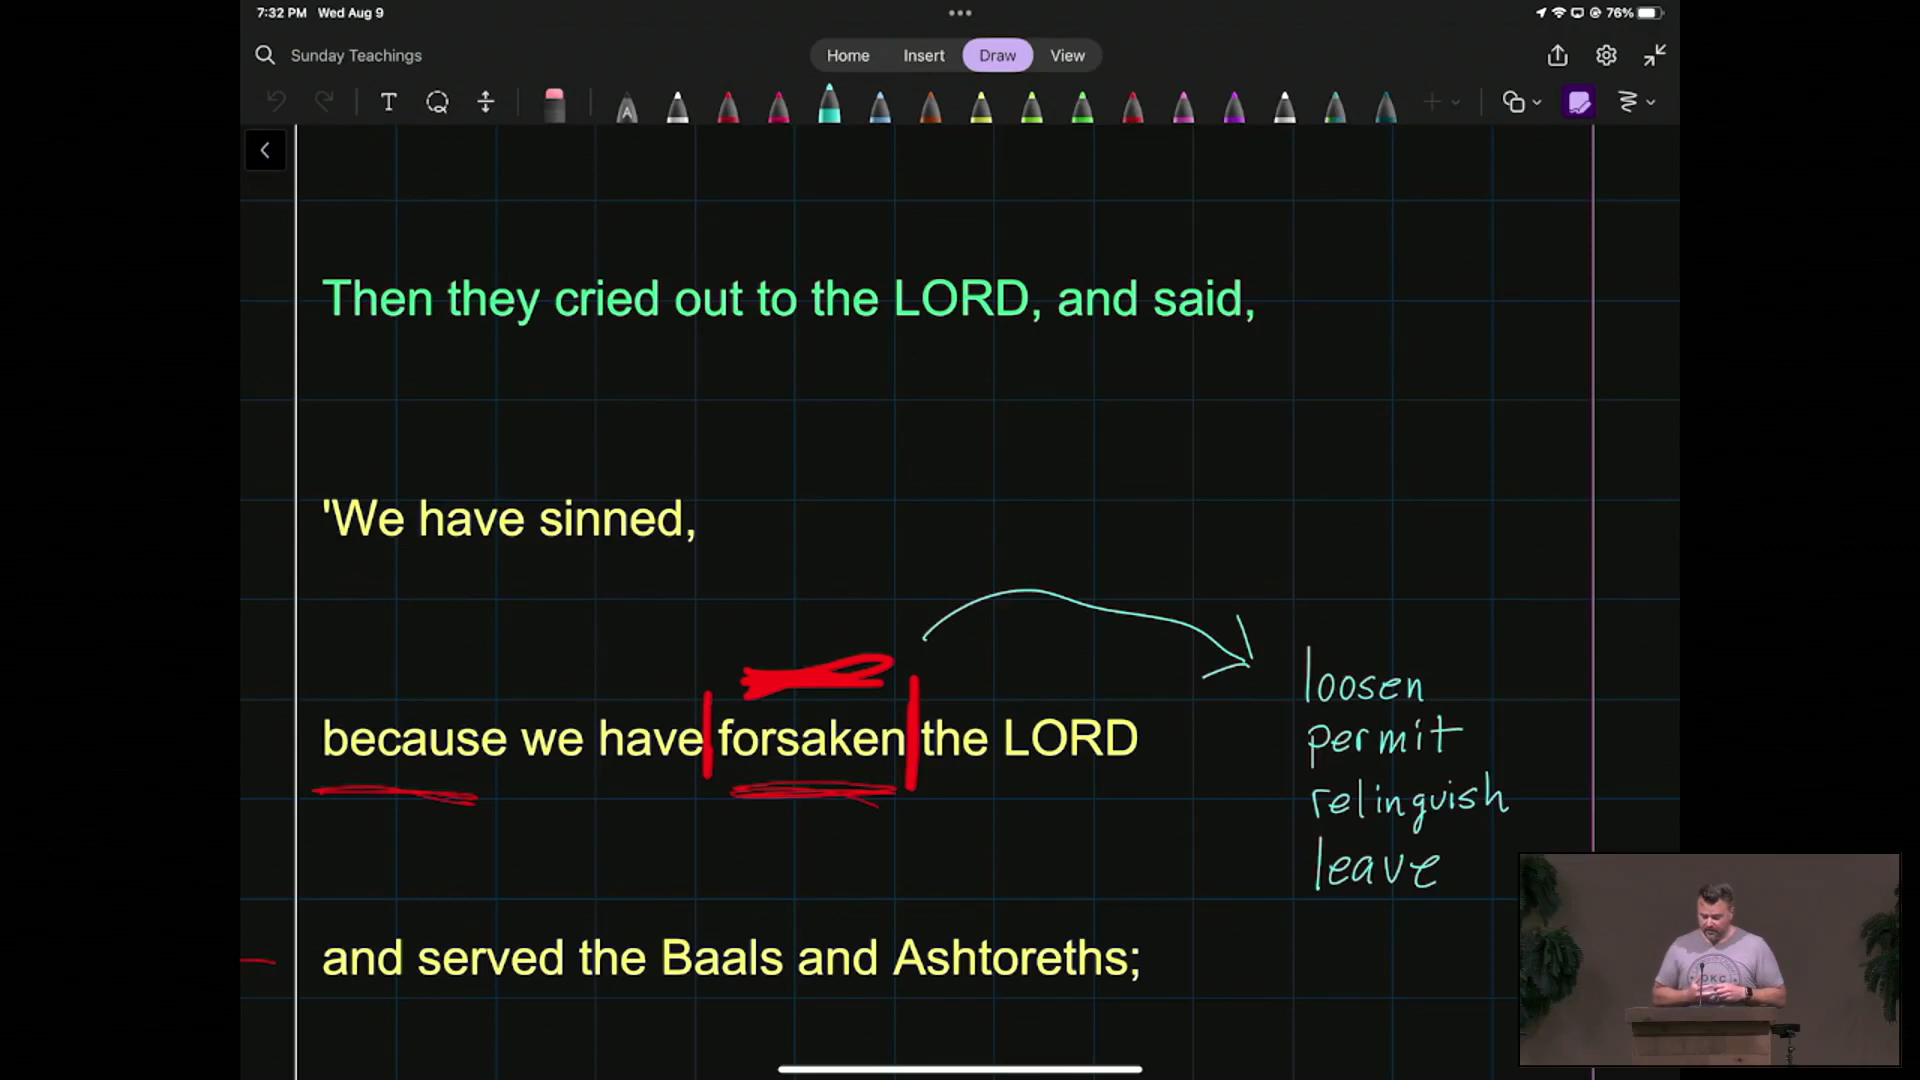 7:32 PM Wed Aug 9
76%
Sunday Teachings
Home Insert Draw View
T
A
Then they cried out to the LORD, and said,
'We have sinned,
because we have forsaken the LORD
loosen
permit
relinguish
leave
and served the Baals and Ashtoreths;
OKC